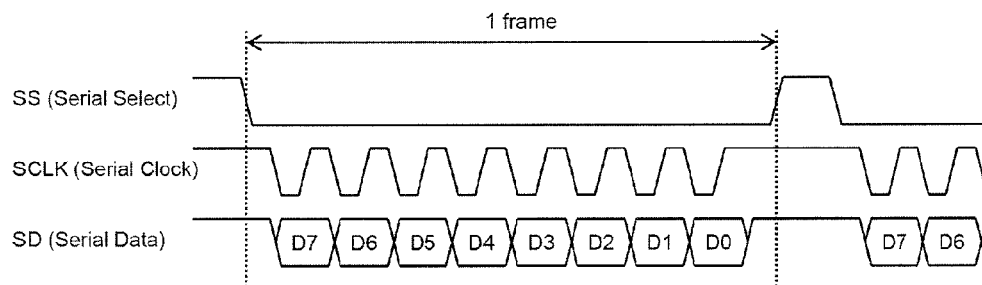 1 frame
SS (Serial Select)
SCLK (Serial Clock)
SD (Serial Data)
D7 D6 D5 D4 D3 D2 D1 D0 D7 D6